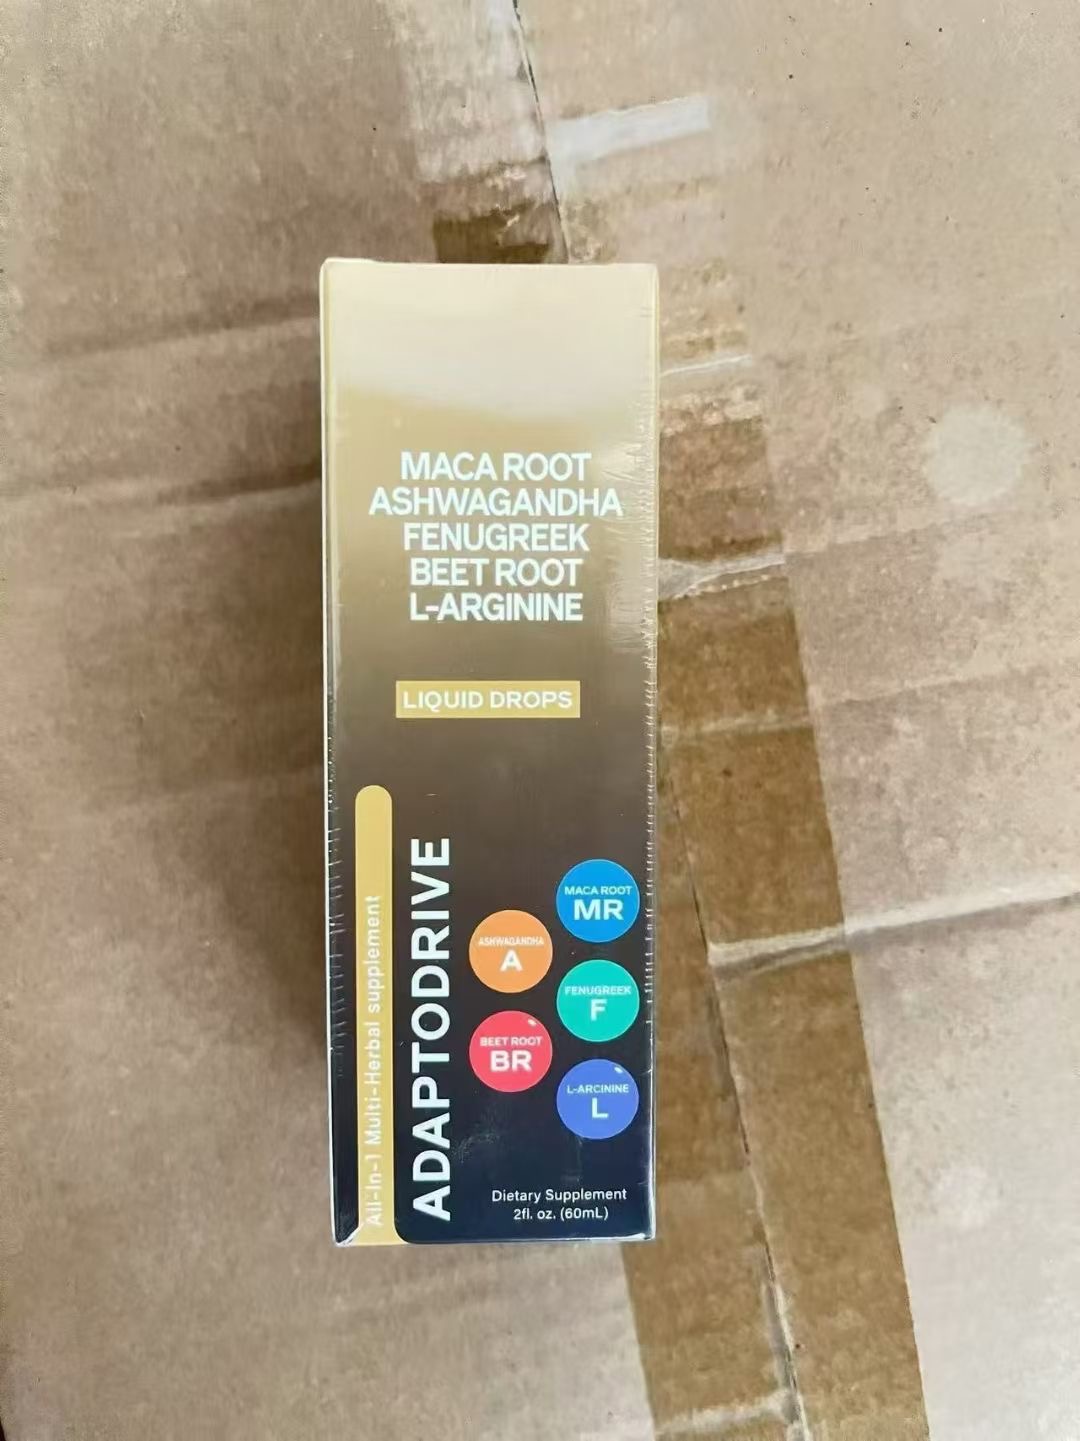 MACA ROOT
ASHWAGANDHA
FENUGREEK
BEET ROOT
L-ARGININE
LIQUID DROPS
All-In-1 Multi-Herbal supplement
ADAPTODRIVE
MACA ROOT
MR
ASHWAGANDHA
A
FENUGREEK
F
BEET ROOT
BR
L-ARCININE
L
Dietary Supplement
2fl. oz. (60mL)